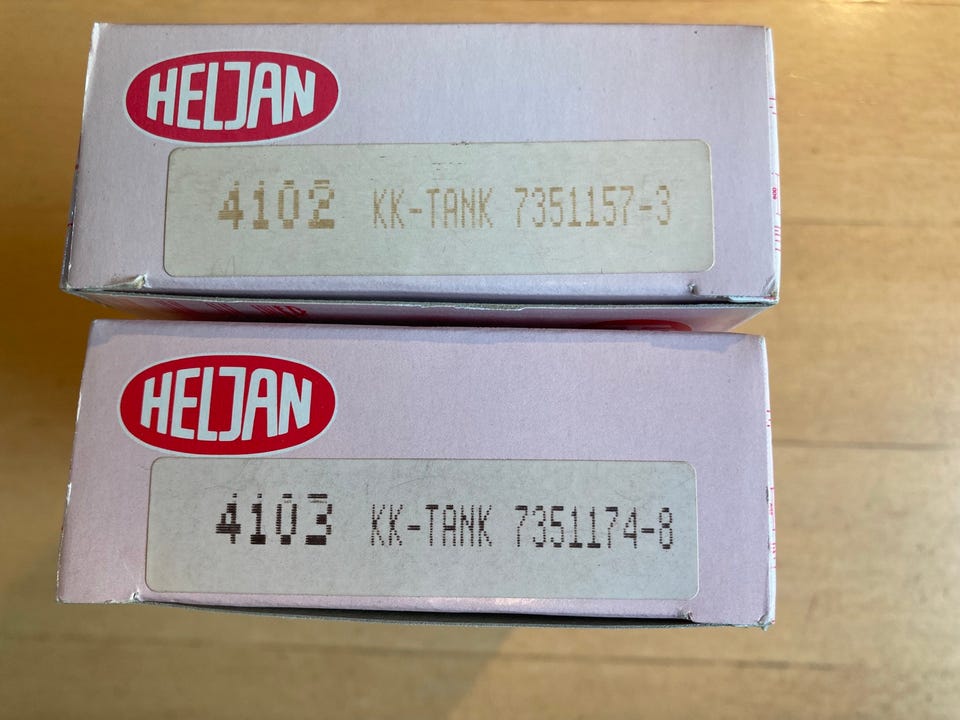 HELJAN
4102 KK-TANK 7351157-3
HELJAN
4103 KK-TANK 7351174-8